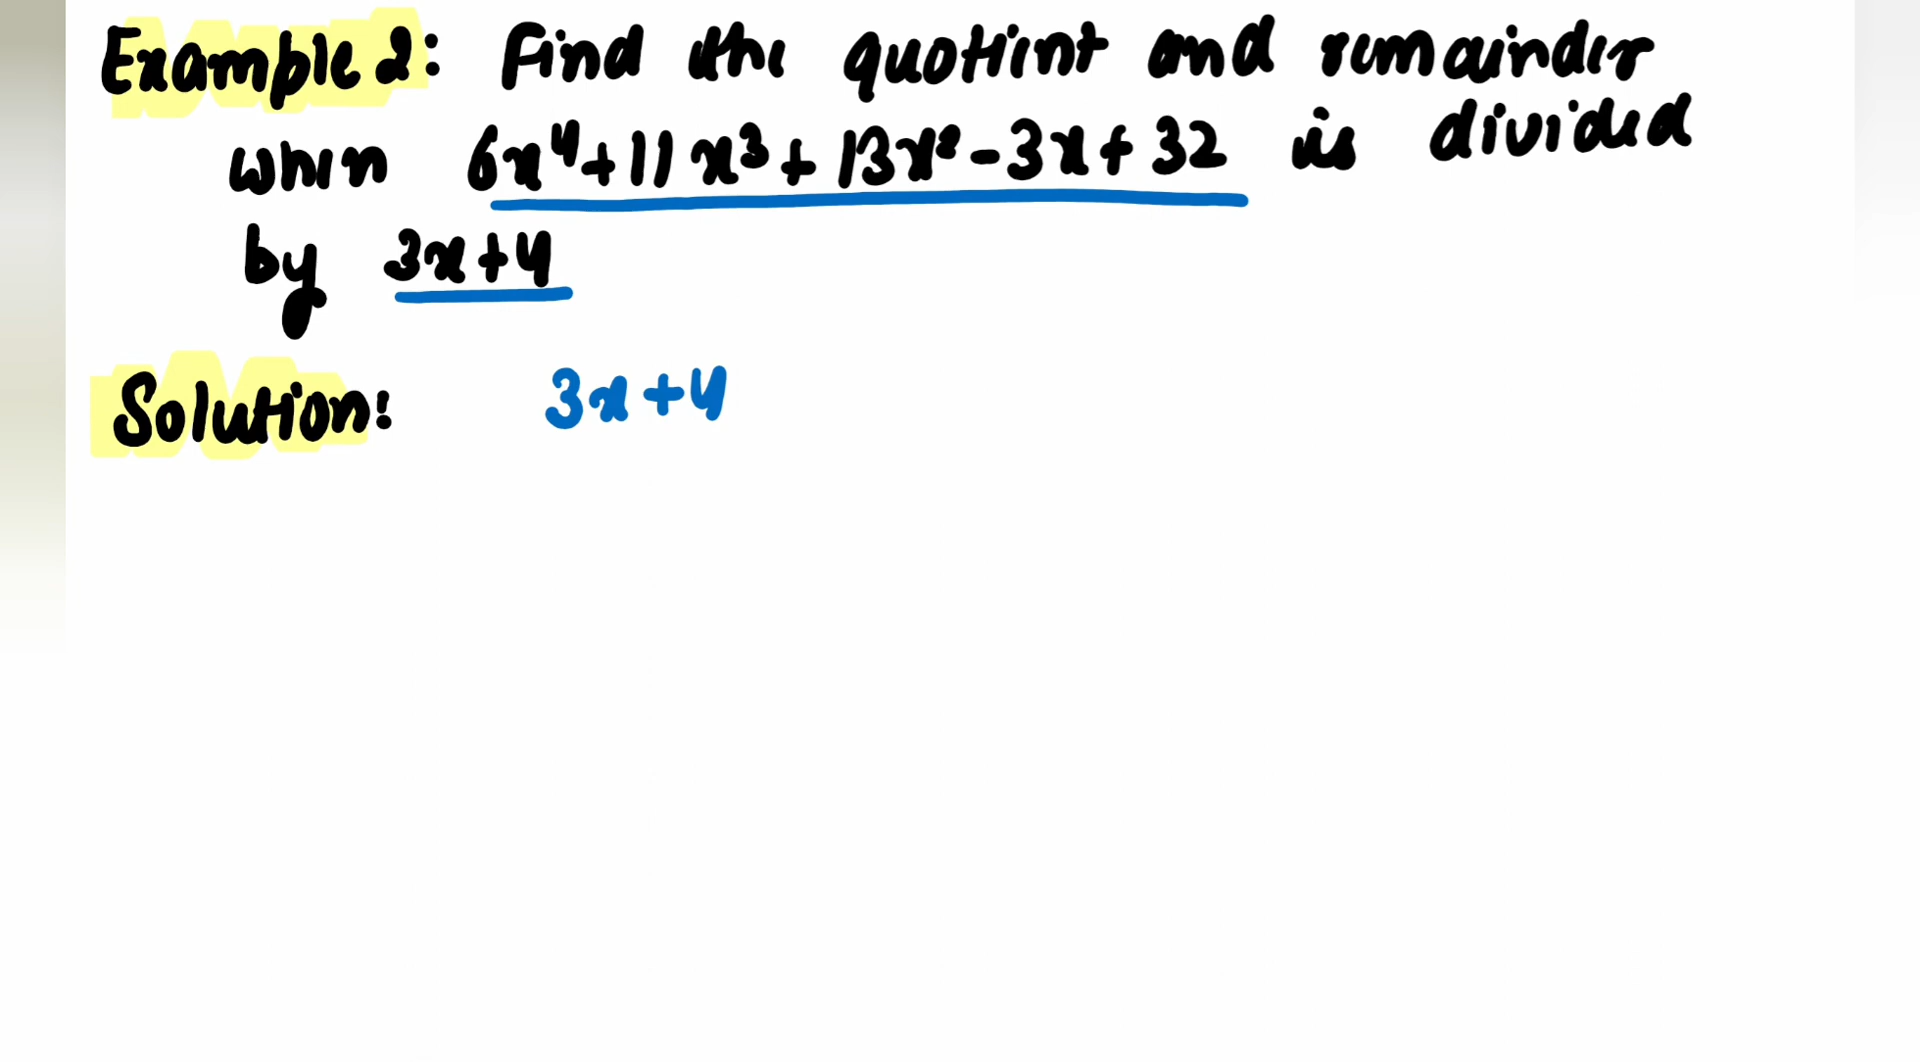 Example 2: Find the quotient and remainder
when 6x⁴+11x³+13x²-3x+32 is divided
by 3x+4
Solution: 3x+4